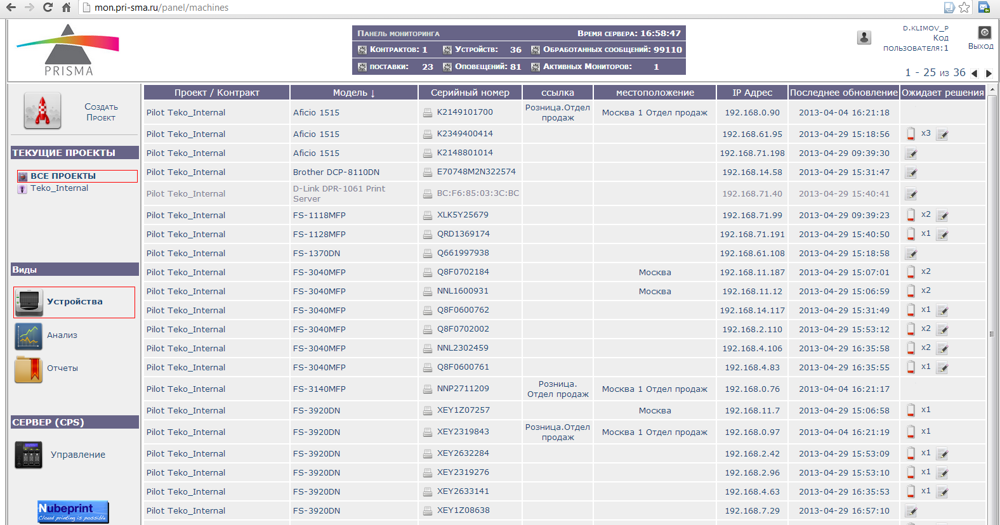 mon.pri-sma.ru/panel/machines
PRISMA
Панель мониторинга Время сервера: 16:58:47
Контрактов: 1 Устройств: 36 Обработанных сообщений: 99110
поставки: 23 Оповещений: 81 Активных Мониторов: 1
D.KLIMOV_P
Код
пользователя:1
Выход
1 - 25 из 36
Создать
Проект
ТЕКУЩИЕ ПРОЕКТЫ
ВСЕ ПРОЕКТЫ
Teko_Internal
Виды
Устройства
Анализ
Отчеты
СЕРВЕР (CPS)
Управление
Nubeprint
Cloud printing is possible
Проект / Контракт Модель ↓ Серийный номер ссылка местоположение IP Адрес Последнее обновление Ожидает решения
Pilot Teko_Internal Aficio 1515 K2149101700 Розница.Отдел продаж Москва 1 Отдел продаж 192.168.0.90 2013-04-04 16:21:18
Pilot Teko_Internal Aficio 1515 K2349400414 192.168.61.95 2013-04-29 15:18:56 x3
Pilot Teko_Internal Aficio 1515 K2148801014 192.168.71.198 2013-04-29 09:39:30
Pilot Teko_Internal Brother DCP-8110DN E70748M2N322574 192.168.14.58 2013-04-29 15:31:47
Pilot Teko_Internal D-Link DPR-1061 Print Server BC:F6:85:03:3C:BC 192.168.71.40 2013-04-29 15:40:41
Pilot Teko_Internal FS-1118MFP XLK5Y25679 192.168.71.99 2013-04-29 09:39:23 x2
Pilot Teko_Internal FS-1128MFP QRD1369174 192.168.71.191 2013-04-29 15:40:50 x1
Pilot Teko_Internal FS-1370DN Q661997938 192.168.61.108 2013-04-29 15:18:58
Pilot Teko_Internal FS-3040MFP Q8F0702184 Москва 192.168.11.187 2013-04-29 15:07:01 x2
Pilot Teko_Internal FS-3040MFP NNL1600931 Москва 192.168.11.12 2013-04-29 15:06:59 x2
Pilot Teko_Internal FS-3040MFP Q8F0600762 192.168.14.117 2013-04-29 15:31:49 x1
Pilot Teko_Internal FS-3040MFP Q8F0702002 192.168.2.110 2013-04-29 15:53:12 x2
Pilot Teko_Internal FS-3040MFP NNL2302459 192.168.4.106 2013-04-29 16:35:58 x2
Pilot Teko_Internal FS-3040MFP Q8F0600761 192.168.4.83 2013-04-29 16:35:55 x1
Pilot Teko_Internal FS-3140MFP NNP2711209 Розница. Отдел продаж Москва 1 Отдел продаж 192.168.0.76 2013-04-04 16:21:17
Pilot Teko_Internal FS-3920DN XEY1Z07257 Москва 192.168.11.7 2013-04-29 15:06:58 x1
Pilot Teko_Internal FS-3920DN XEY2319843 Розница.Отдел продаж Москва 1 Отдел продаж 192.168.0.97 2013-04-04 16:21:19 x1
Pilot Teko_Internal FS-3920DN XEY2632284 192.168.2.42 2013-04-29 15:53:09 x1
Pilot Teko_Internal FS-3920DN XEY2319276 192.168.2.96 2013-04-29 15:53:10 x1
Pilot Teko_Internal FS-3920DN XEY2633141 192.168.4.63 2013-04-29 16:35:53 x1
Pilot Teko_Internal FS-3920DN XEY1Z08638 192.168.7.29 2013-04-29 16:57:10